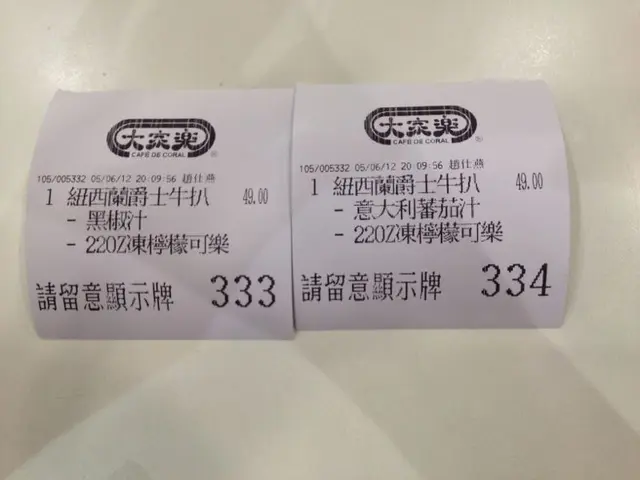 大家樂
CAFÉ DE CORAL ®
105/005332 05/06/12 20:09:56 趙仕燕
1 紐西蘭爵士牛扒 49.00
- 黑椒汁
- 22OZ凍檸檬可樂
請留意顯示牌 333
大家樂
CAFÉ DE CORAL ®
105/005332 05/06/12 20:09:56 趙仕燕
1 紐西蘭爵士牛扒 49.00
- 意大利蕃茄汁
- 22OZ凍檸檬可樂
請留意顯示牌 334